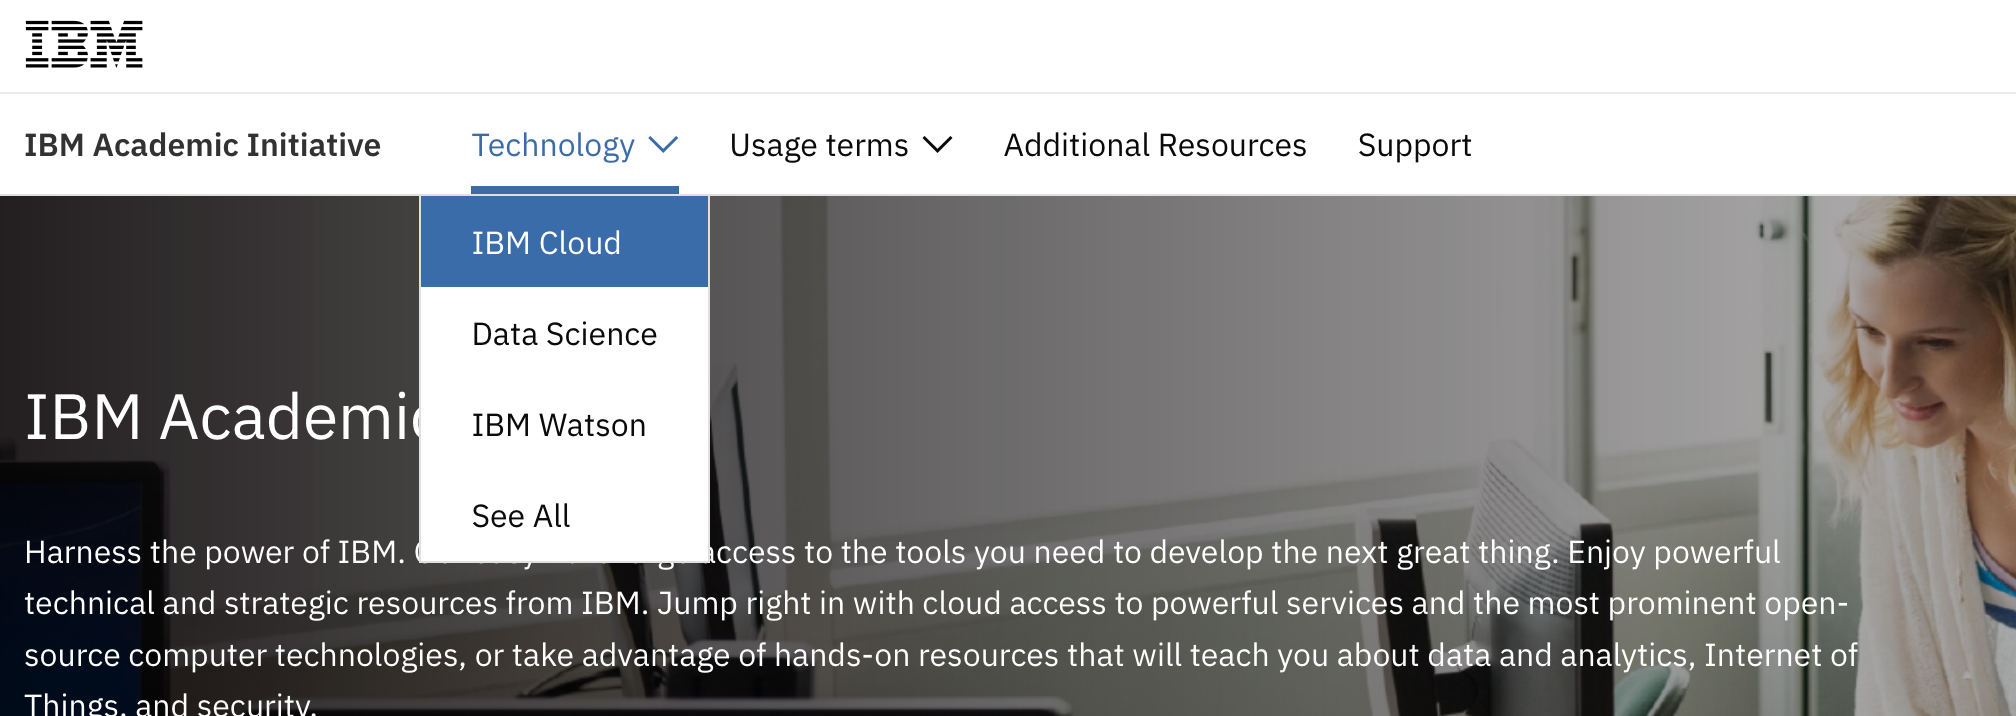 IBM
IBM Academic Initiative
Technology
Usage terms
Additional Resources
Support
IBM Cloud
Data Science
IBM Watson
See All
IBM Academic
Harness the power of IBM. access to the tools you need to develop the next great thing. Enjoy powerful
technical and strategic resources from IBM. Jump right in with cloud access to powerful services and the most prominent open-
source computer technologies, or take advantage of hands-on resources that will teach you about data and analytics, Internet of
Things, and security.